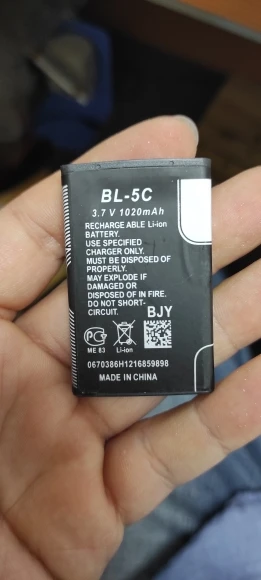 BL-5C
3.7 V 1020mAh
RECHARGE ABLE Li-ion
BATTERY.
USE SPECIFIED
CHARGER ONLY.
MUST BE DISPOSED OF
PROPERLY.
MAY EXPLODE IF
DAMAGED OR
DISPOSED IN FIRE.
DO NOT SHORT-
CIRCUIT.
BJY
РСТ
ME 83 Li-ion
0670386H1216859898
MADE IN CHINA